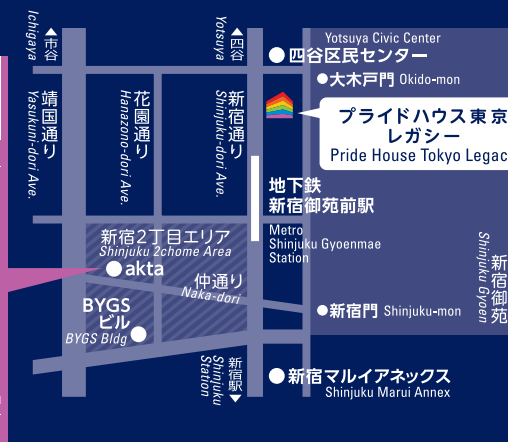 ▲市谷
Ichigaya
▲四谷
Yotsuya
Yotsuya Civic Center
四谷区民センター
大木戸門 Okido-mon
靖国通り
Yasukuni-dori Ave.
花園通り
Hanazono-dori Ave.
新宿通り
Shinjuku-dori Ave.
プライドハウス東京
レガシー
Pride House Tokyo Legac
地下鉄
新宿御苑前駅
Metro
Shinjuku Gyoenmae
Station
新宿2丁目エリア
Shinjuku 2chome Area
akta
仲通り
Naka-dori
新宿御苑
Shinjuku Gyoen
BYGS
ビル
BYGS Bldg
新宿門 Shinjuku-mon
新宿駅▼
Shinjuku
Station
新宿マルイアネックス
Shinjuku Marui Annex